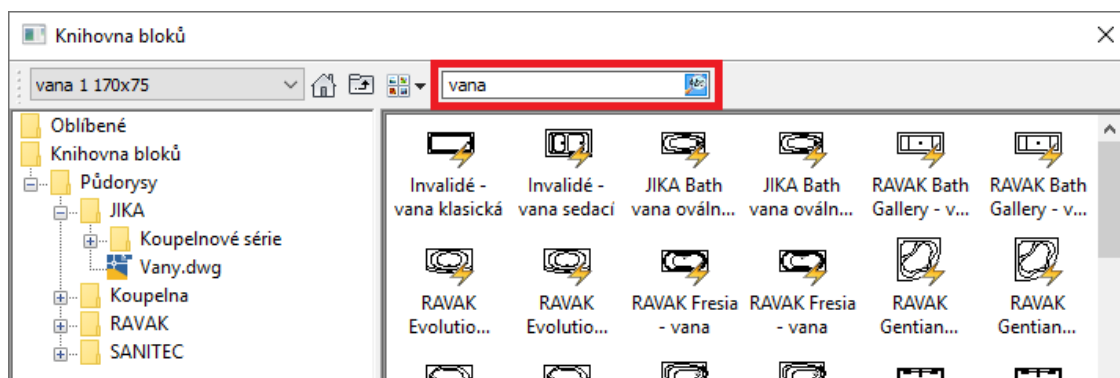 Knihovna bloků
vana 1 170x75
vana
abc
Oblíbené
Knihovna bloků
Půdorysy
JIKA
Koupelnové série
Vany.dwg
Koupelna
RAVAK
SANITEC
Invalidé -
vana klasická
Invalidé -
vana sedací
JIKA Bath
vana ováln...
JIKA Bath
vana ováln...
RAVAK Bath
Gallery - v...
RAVAK Bath
Gallery - v...
RAVAK
Evolutio...
RAVAK
Evolutio...
RAVAK Fresia
- vana
RAVAK Fresia
- vana
RAVAK
Gentian...
RAVAK
Gentian...